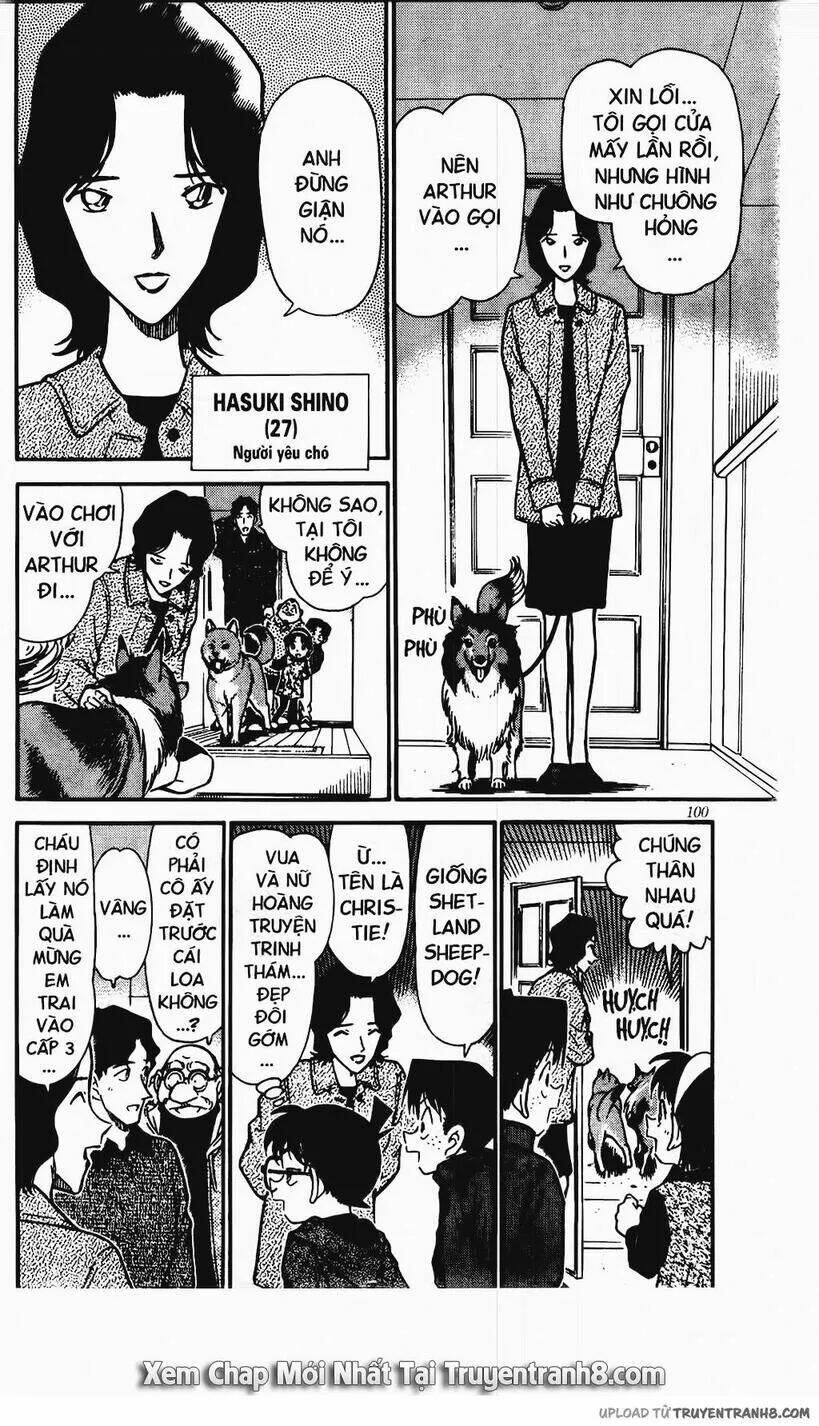 XIN LỖI...
TÔI GỌI CỬA
MẤY LẦN RỒI,
NHƯNG HÌNH
NHƯ CHUÔNG
HỎNG
...
NÊN
ARTHUR
VÀO GỌI
...
PHÙ
PHÙ
ANH
ĐỪNG
GIẬN
NÓ...
HASUKI SHINO
(27)
Người yêu chó
KHÔNG SAO,
TẠI TÔI
KHÔNG
ĐỂ Ý...
VÀO CHƠI
VỚI
ARTHUR
ĐI...
100
CHÚNG
THÂN
NHAU
QUÁ!
HUỴCH
HUỴCH!!
GIỐNG
SHET-
LAND
SHEEP-
DOG!
Ừ...
TÊN LÀ
CHRIS-
TIE!
VUA
VÀ NỮ
HOÀNG
TRUYỆN
TRINH
THÁM...
ĐẸP
ĐÔI
GỚM
...
CÓ
PHẢI
CÔ ẤY
ĐẶT
TRƯỚC
CÁI
LOA
KHÔNG
...?
VÂNG
...
CHÁU
ĐỊNH
LẤY NÓ
LÀM
QUÀ
MỪNG
EM
TRAI
VÀO
CẤP 3
...
Xem Chap Mới Nhất Tại Truyentranh8.com
UPLOAD TỪ TRUYENTRANH8.COM